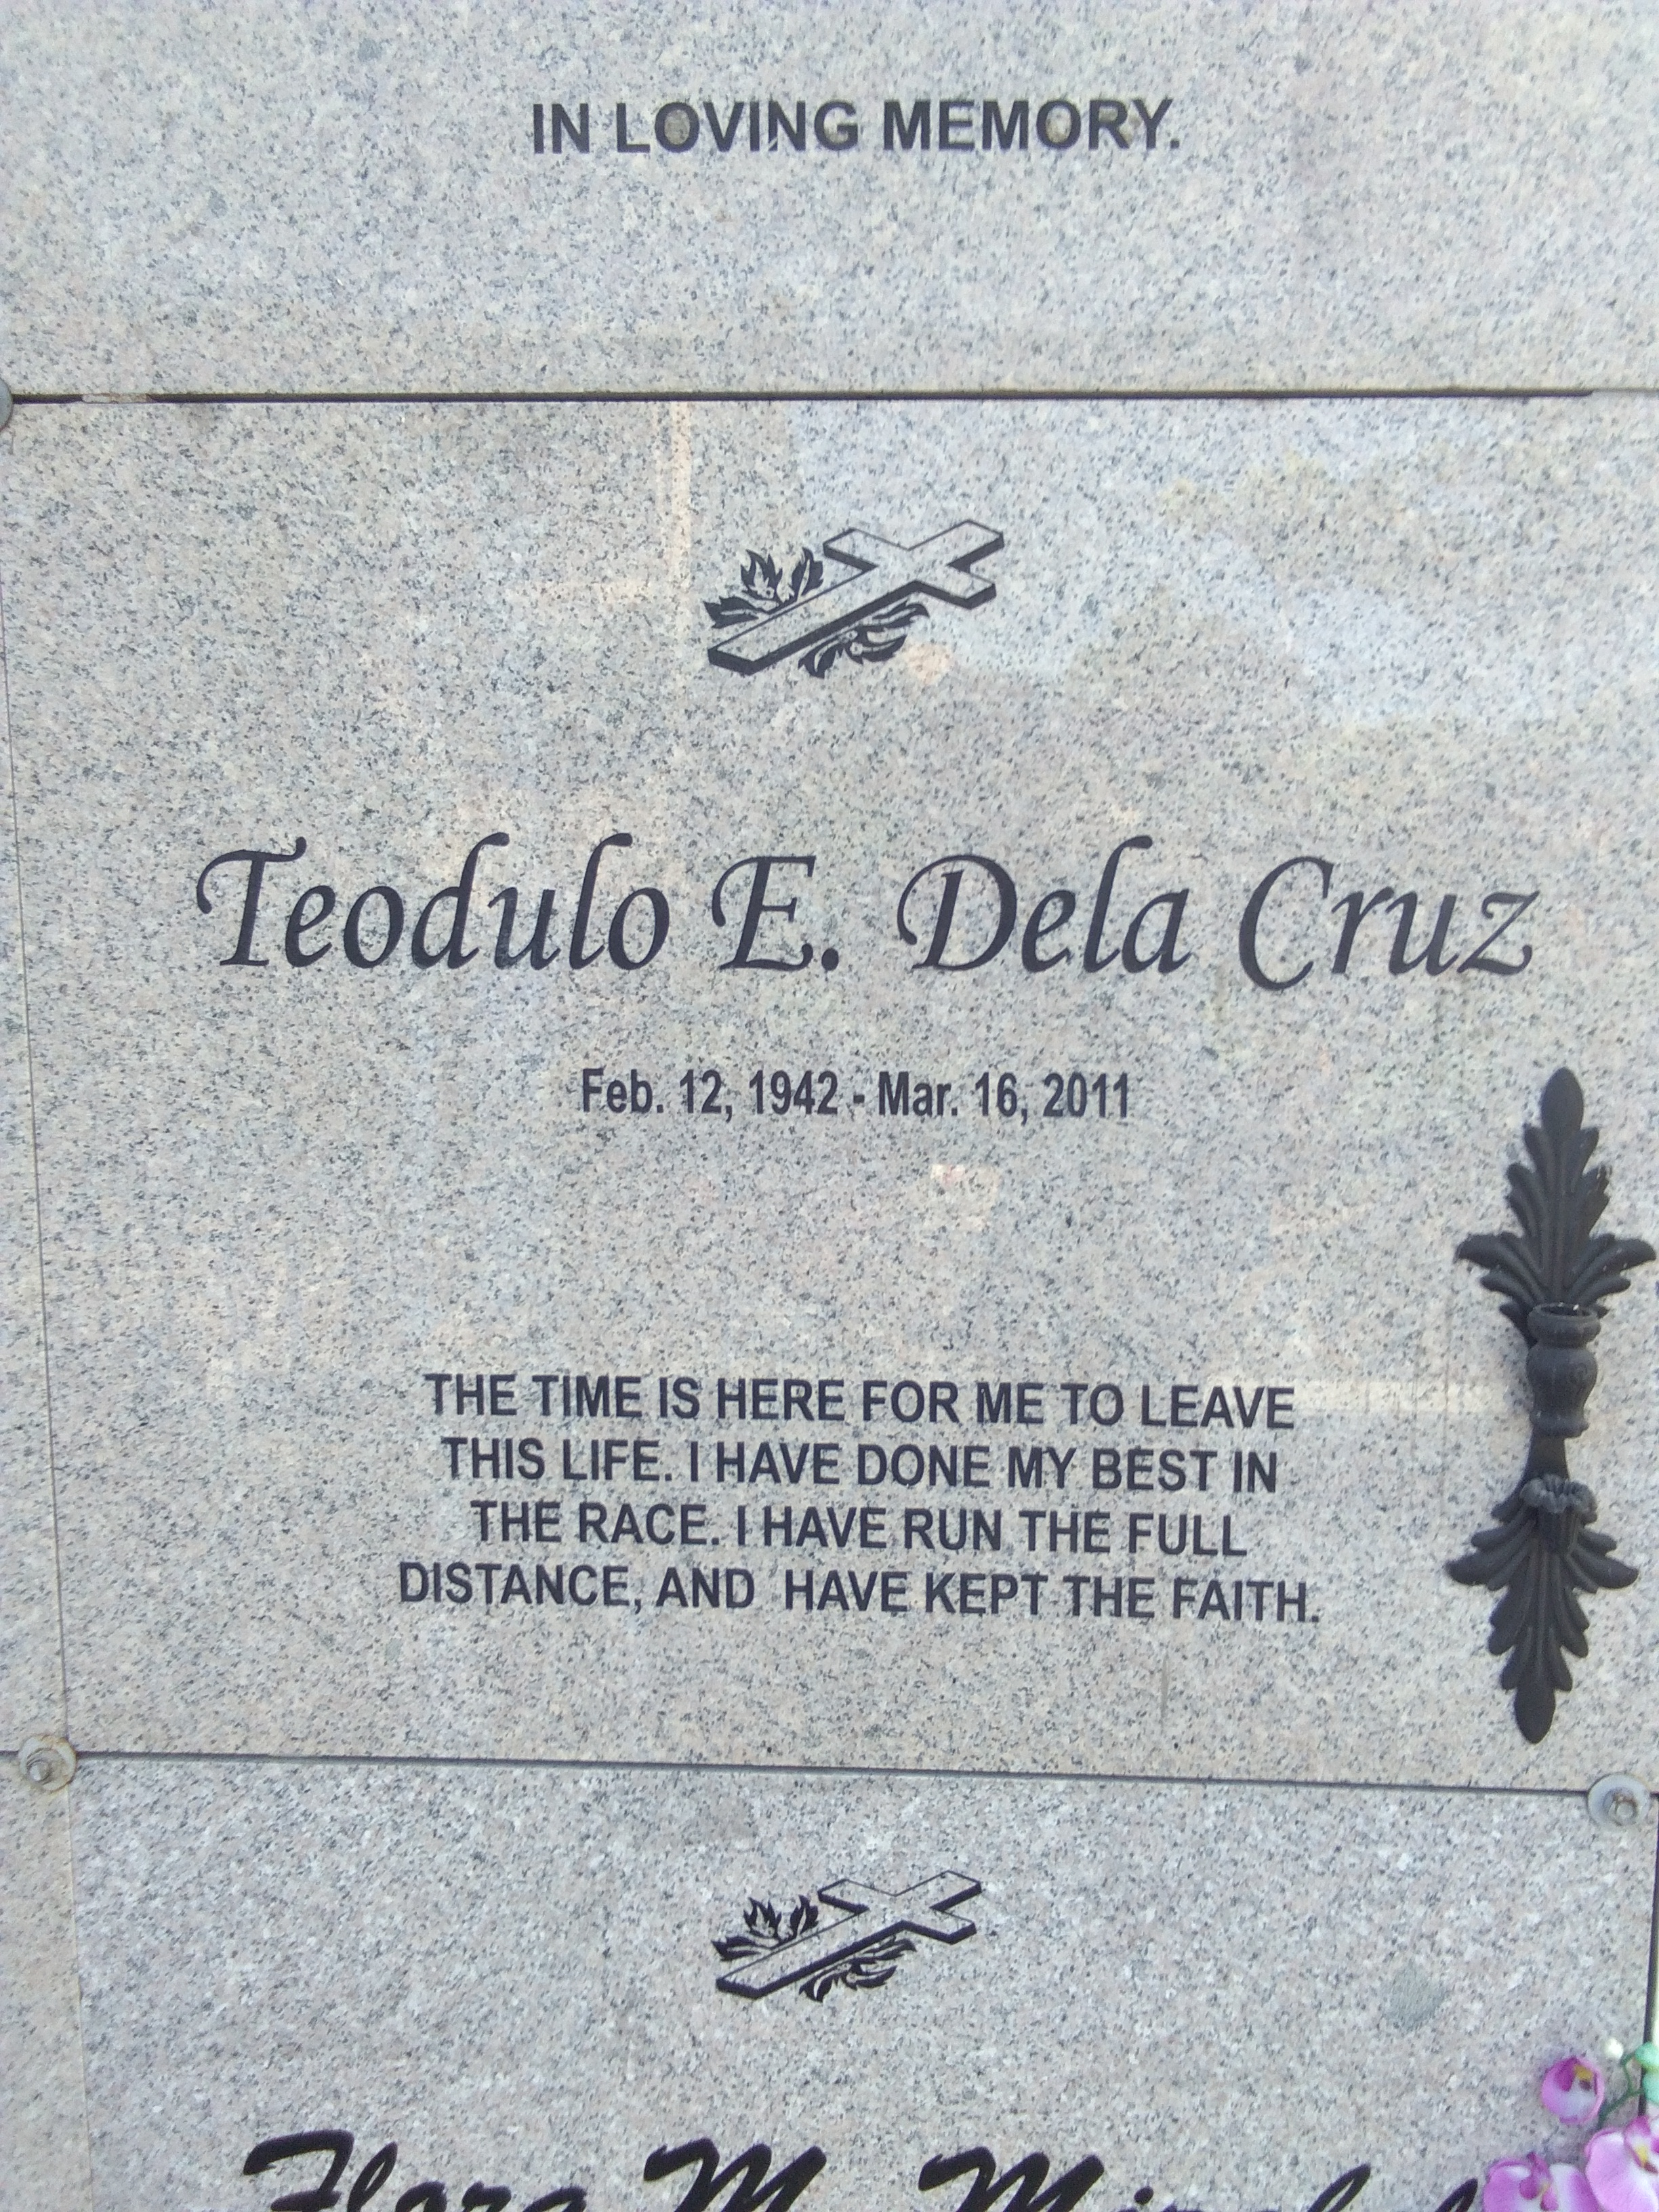 IN LOVING MEMORY.
Teodulo E. Dela Cruz
Feb. 12, 1942 - Mar. 16, 2011
THE TIME IS HERE FOR ME TO LEAVE
THIS LIFE. I HAVE DONE MY BEST IN
THE RACE. I HAVE RUN THE FULL
DISTANCE, AND HAVE KEPT THE FAITH.
Flora M.